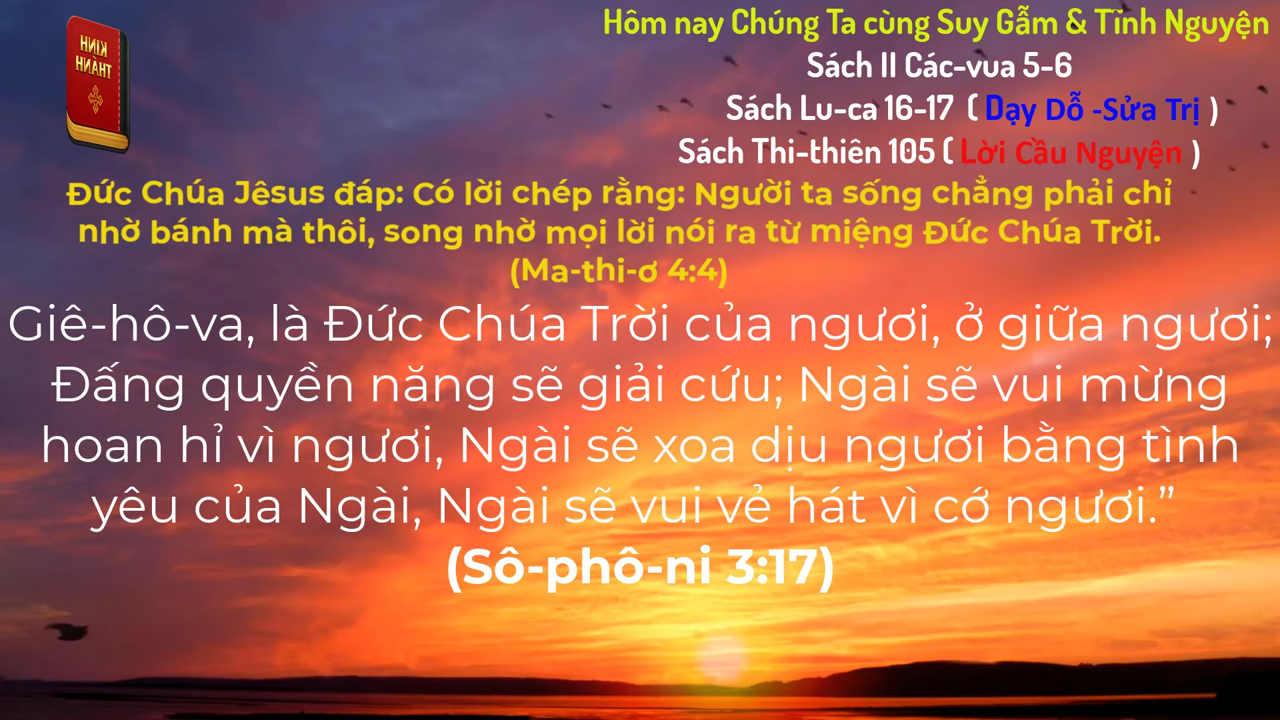 KINH
THÁNH
Hôm nay Chúng Ta cùng Suy Gẫm & Tĩnh Nguyện
Sách II Các-vua 5-6
Sách Lu-ca 16-17 ( Dạy Dỗ -Sửa Trị )
Sách Thi-thiên 105 ( Lời Cầu Nguyện )
Đức Chúa Jêsus đáp: Có lời chép rằng: Người ta sống chẳng phải chỉ
nhờ bánh mà thôi, song nhờ mọi lời nói ra từ miệng Đức Chúa Trời.
(Ma-thi-ơ 4:4)
Giê-hô-va, là Đức Chúa Trời của ngươi, ở giữa ngươi;
Đấng quyền năng sẽ giải cứu; Ngài sẽ vui mừng
hoan hỉ vì ngươi, Ngài sẽ xoa dịu ngươi bằng tình
yêu của Ngài, Ngài sẽ vui vẻ hát vì cớ ngươi.”
(Sô-phô-ni 3:17)